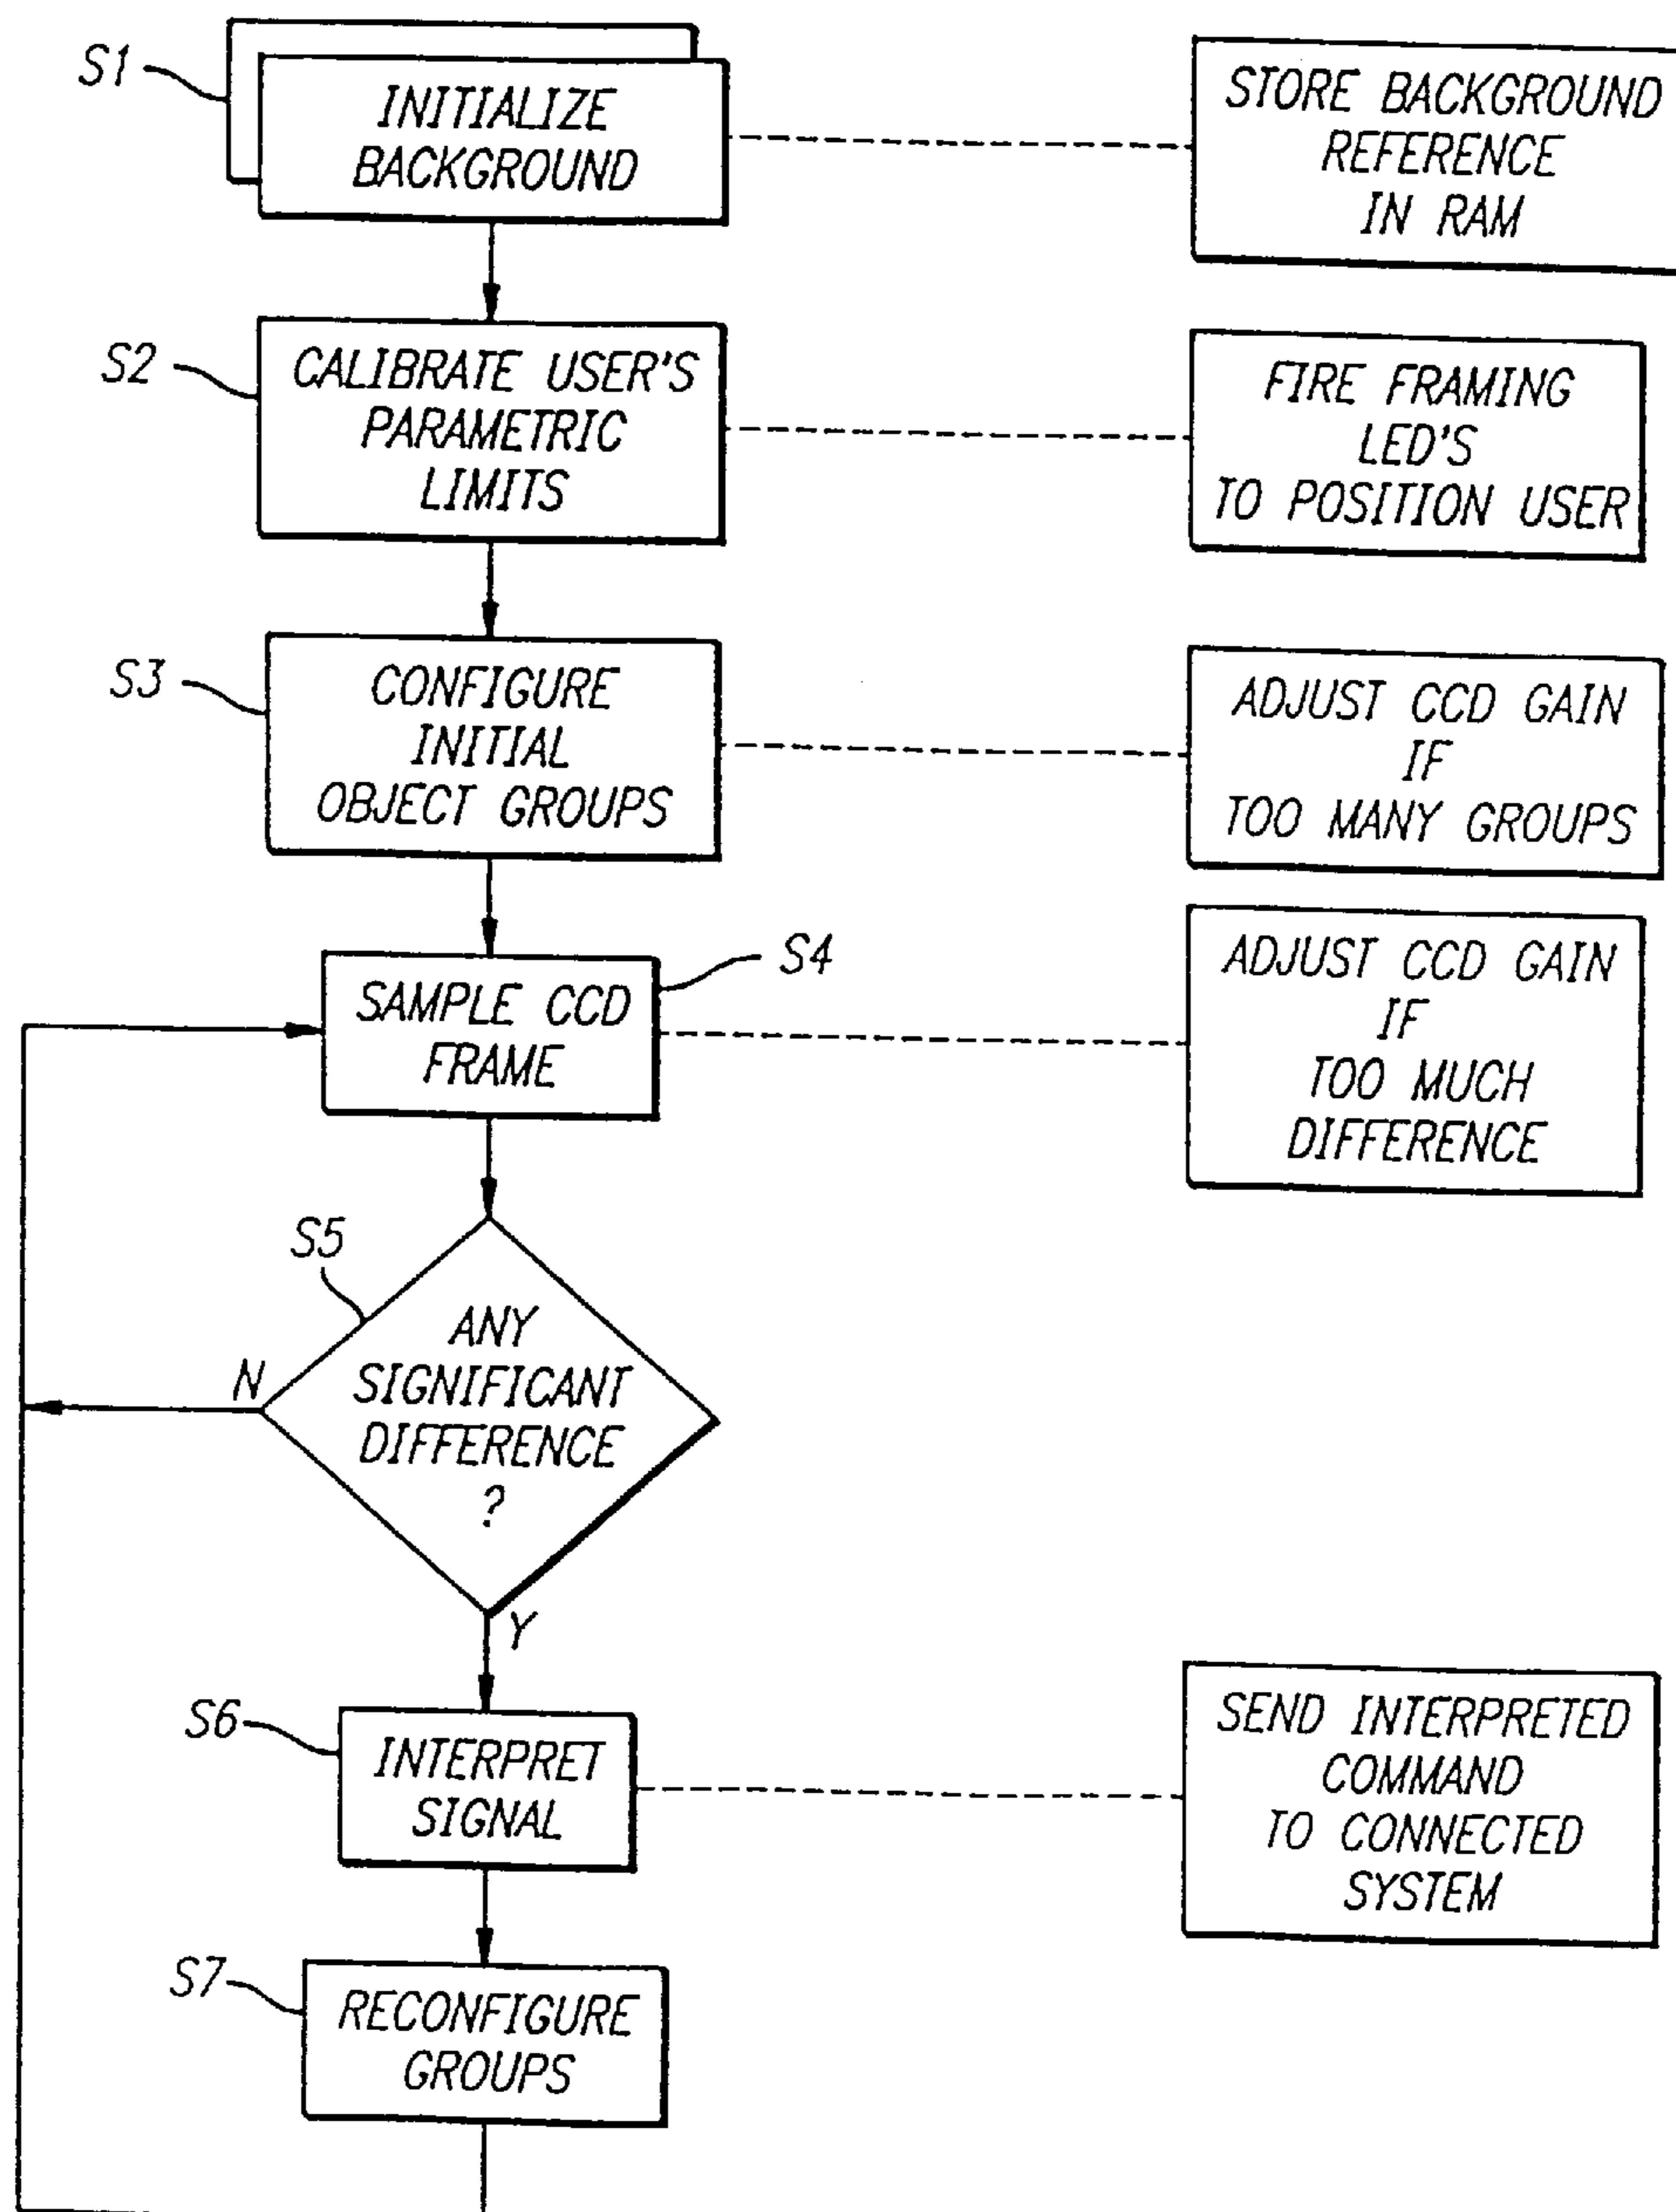 S1
INITIALIZE
BACKGROUND
STORE BACKGROUND
REFERENCE
IN RAM
S2
CALIBRATE USER'S
PARAMETRIC
LIMITS
FIRE FRAMING
LED'S
TO POSITION USER
S3
CONFIGURE
INITIAL
OBJECT GROUPS
ADJUST CCD GAIN
IF
TOO MANY GROUPS
S4
SAMPLE CCD
FRAME
ADJUST CCD GAIN
IF
TOO MUCH
DIFFERENCE
S5
ANY
SIGNIFICANT
DIFFERENCE
?
N
Y
S6
INTERPRET
SIGNAL
SEND INTERPRETED
COMMAND
TO CONNECTED
SYSTEM
S7
RECONFIGURE
GROUPS